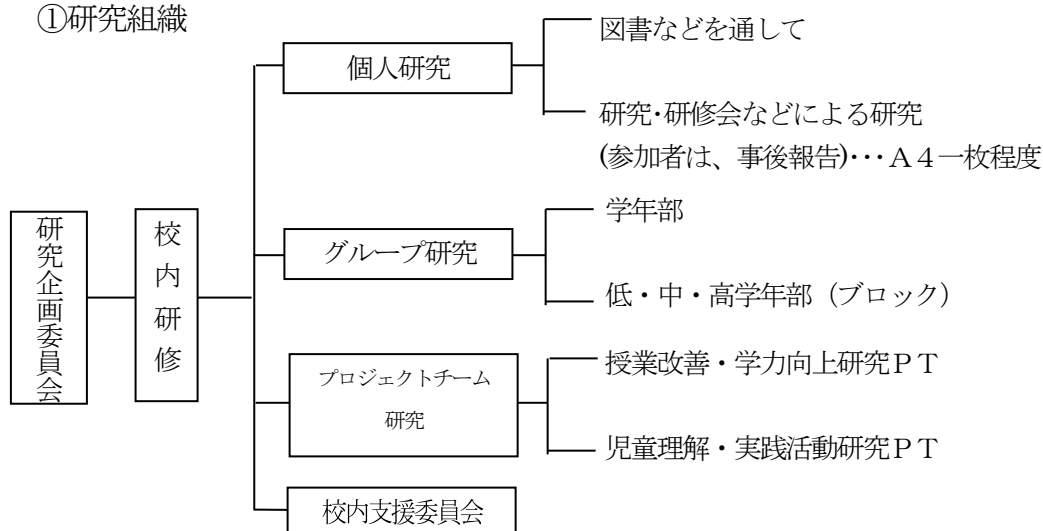 ①研究組織
研究企画委員会
校内研修
個人研究
図書などを通して
研究・研修会などによる研究
(参加者は、事後報告)・・・Ａ４一枚程度
グループ研究
学年部
低・中・高学年部（ブロック）
プロジェクトチーム
研究
授業改善・学力向上研究ＰＴ
児童理解・実践活動研究ＰＴ
校内支援委員会